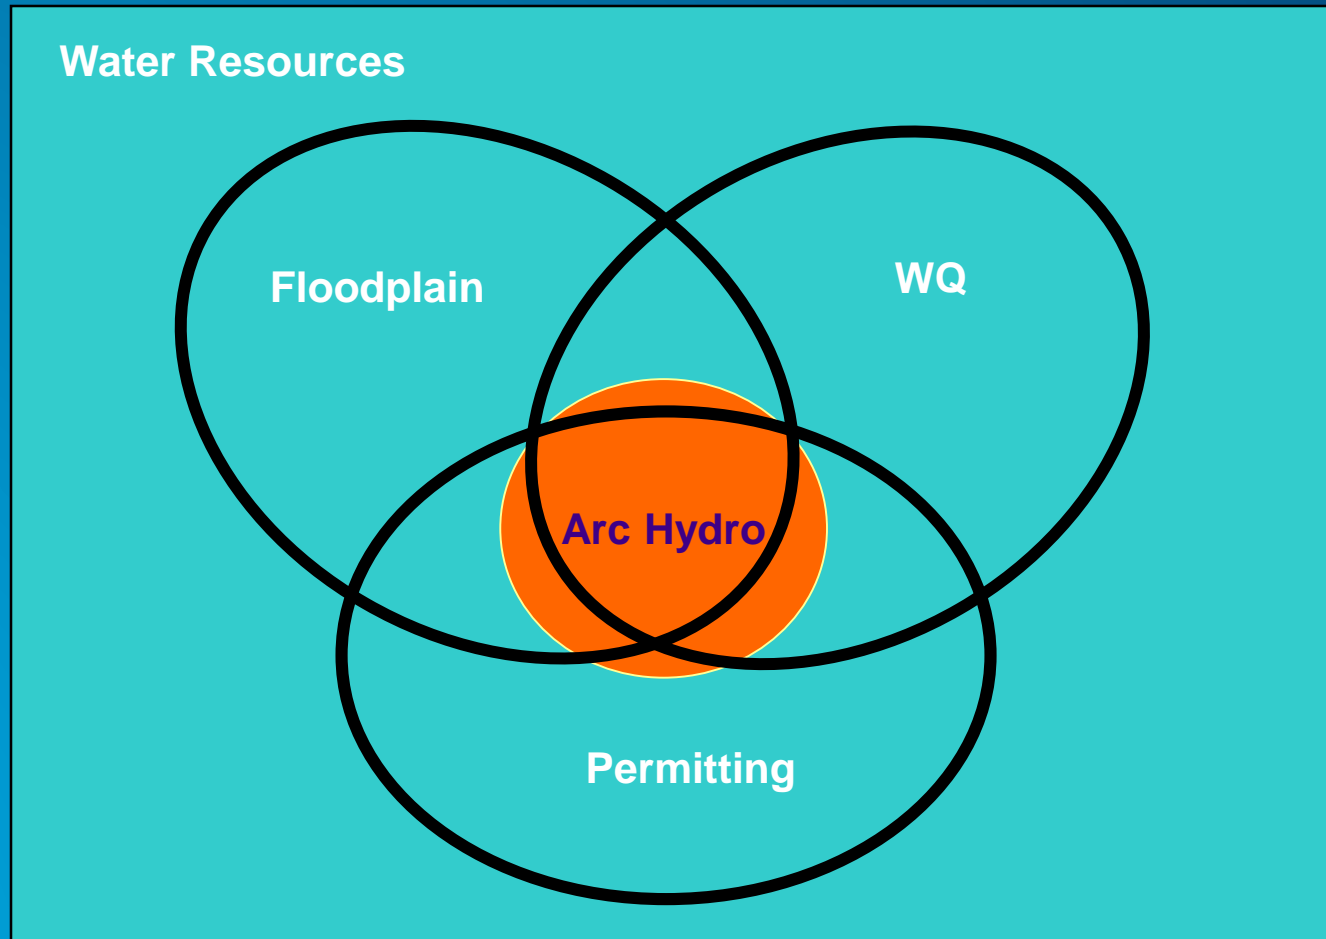 Water Resources
Floodplain
WQ
Arc Hydro
Permitting